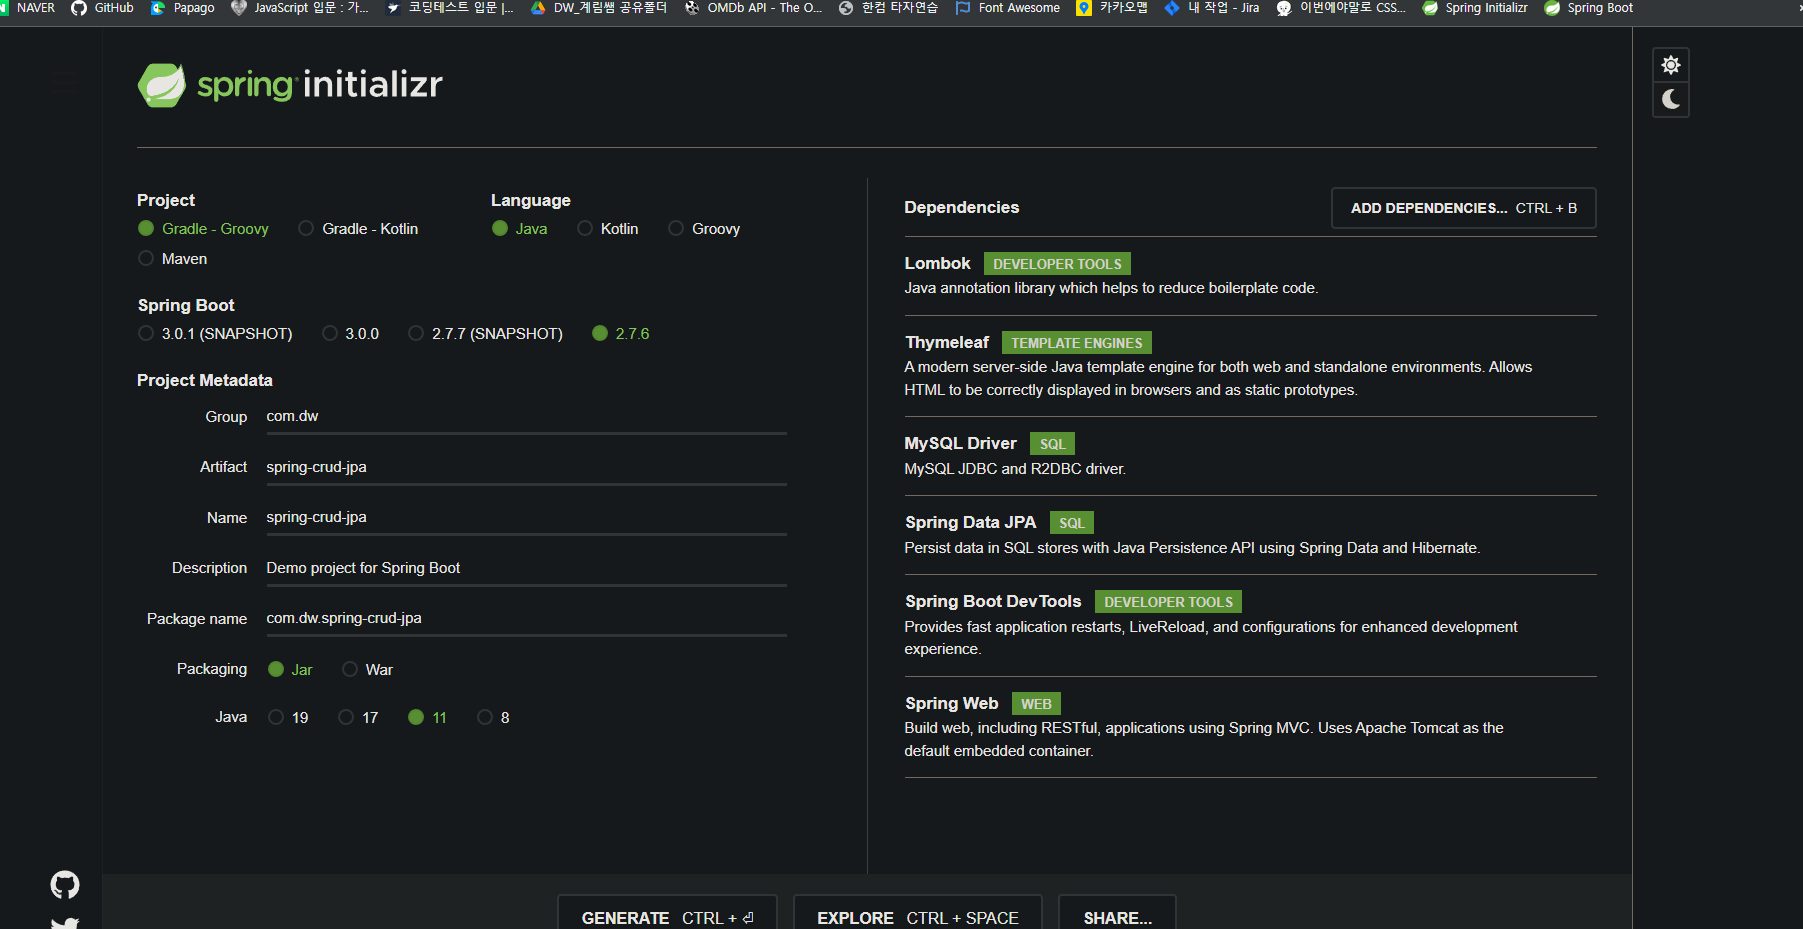 NAVER GitHub Papago JavaScript 입문 : 가... 코딩테스트 입문 |... DW_계림쌤 공유폴더 OMDb API - The O... 한컴 타자연습 Font Awesome 카카오맵 내 작업 - Jira 이번에야말로 CSS... Spring Initializr Spring Boot
spring initializr
Project
Gradle - Groovy Gradle - Kotlin
Maven
Language
Java Kotlin Groovy
Spring Boot
3.0.1 (SNAPSHOT) 3.0.0 2.7.7 (SNAPSHOT) 2.7.6
Project Metadata
Group com.dw
Artifact spring-crud-jpa
Name spring-crud-jpa
Description Demo project for Spring Boot
Package name com.dw.spring-crud-jpa
Packaging Jar War
Java 19 17 11 8
Dependencies
ADD DEPENDENCIES... CTRL + B
Lombok DEVELOPER TOOLS
Java annotation library which helps to reduce boilerplate code.
Thymeleaf TEMPLATE ENGINES
A modern server-side Java template engine for both web and standalone environments. Allows
HTML to be correctly displayed in browsers and as static prototypes.
MySQL Driver SQL
MySQL JDBC and R2DBC driver.
Spring Data JPA SQL
Persist data in SQL stores with Java Persistence API using Spring Data and Hibernate.
Spring Boot DevTools DEVELOPER TOOLS
Provides fast application restarts, LiveReload, and configurations for enhanced development
experience.
Spring Web WEB
Build web, including RESTful, applications using Spring MVC. Uses Apache Tomcat as the
default embedded container.
GENERATE CTRL + ⏎ EXPLORE CTRL + SPACE SHARE...